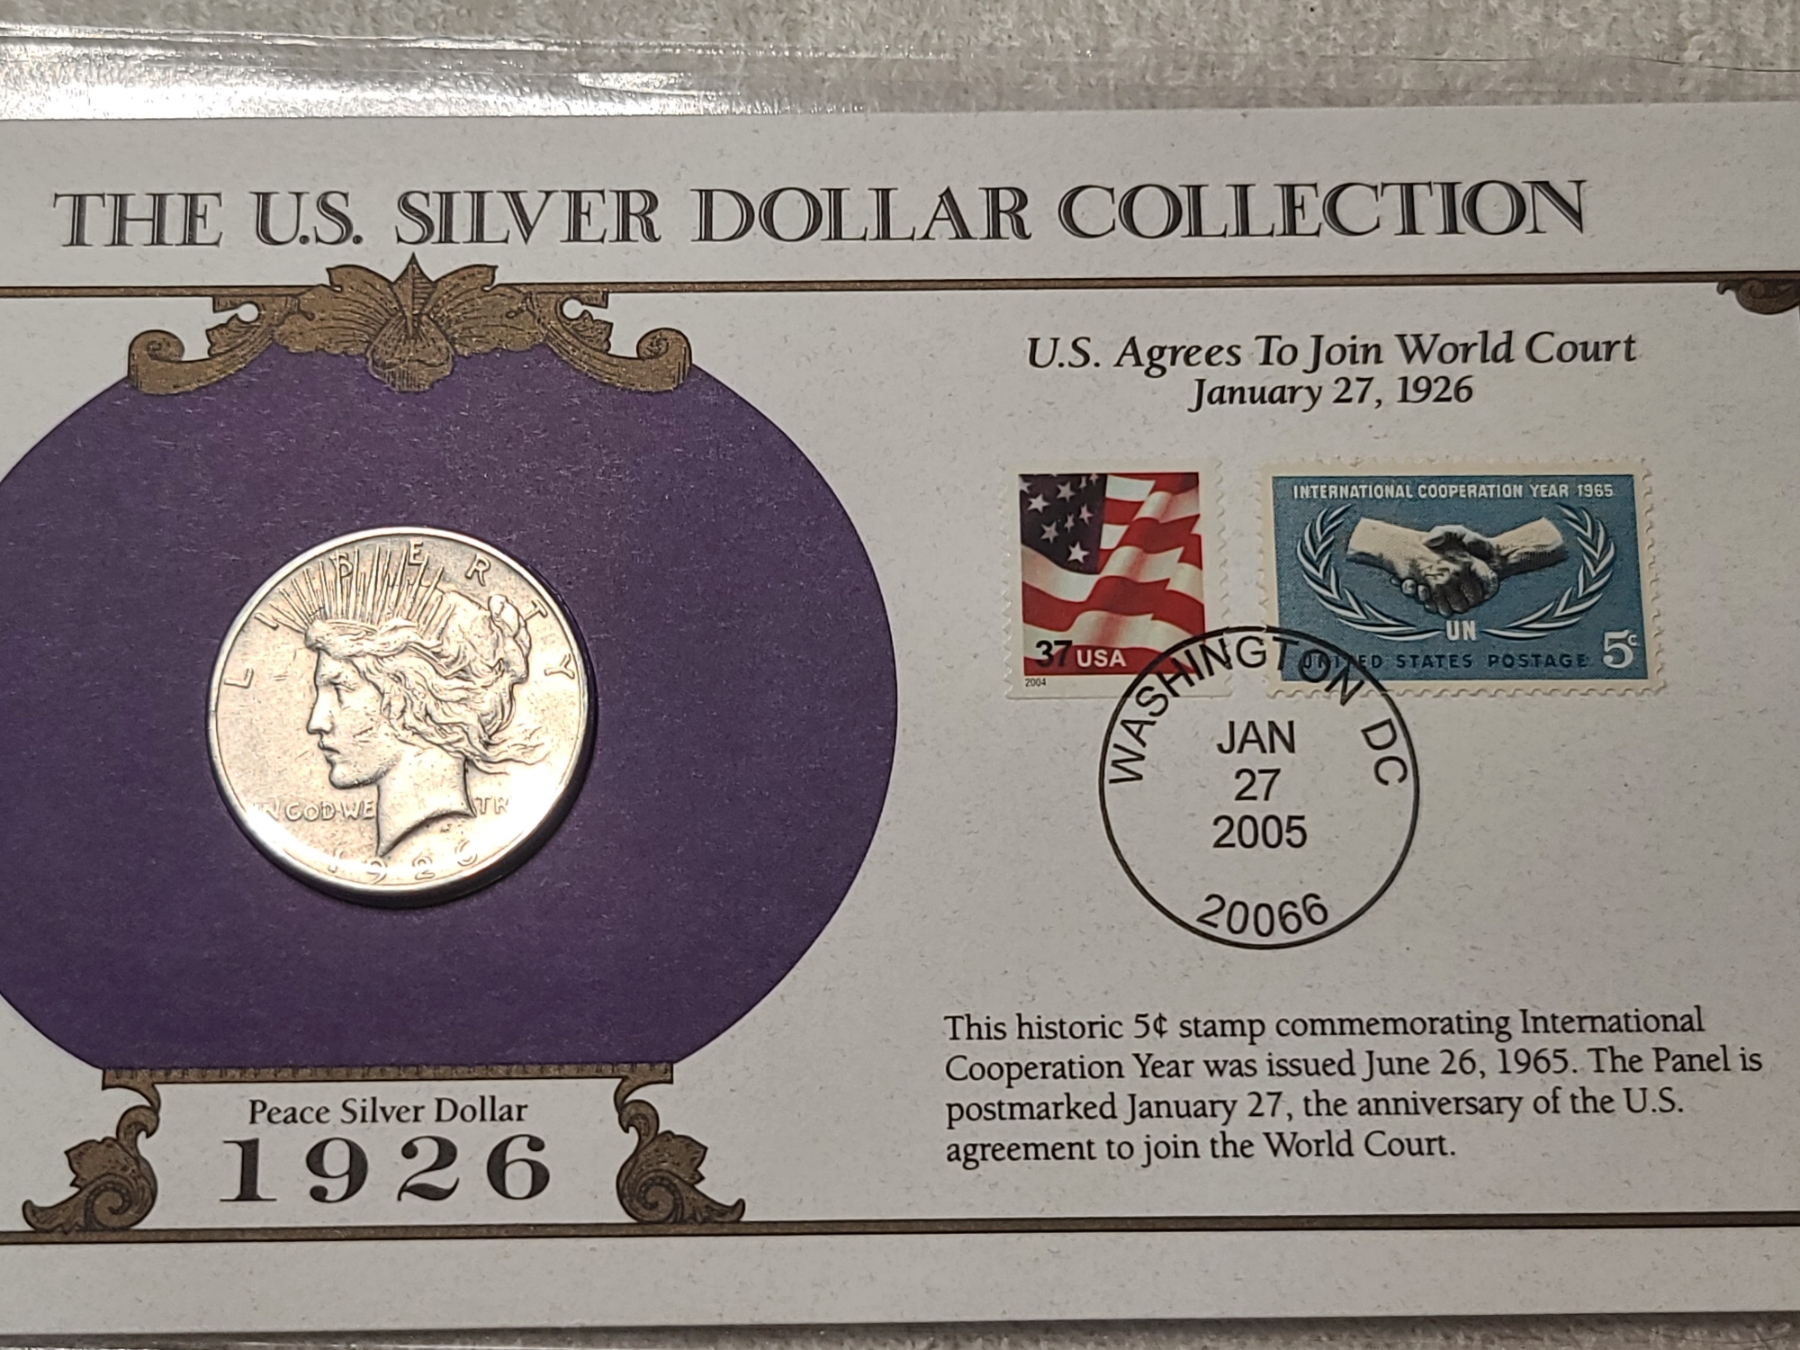 THE U.S. SILVER DOLLAR COLLECTION
LIBERTY
IN GOD WE TR
1926
Peace Silver Dollar
1926
U.S. Agrees To Join World Court
January 27, 1926
37 USA
2004
INTERNATIONAL COOPERATION YEAR 1965
UN
UNITED STATES POSTAGE 5c
WASHINGTON DC
JAN
27
2005
20066
This historic 5¢ stamp commemorating International
Cooperation Year was issued June 26, 1965. The Panel is
postmarked January 27, the anniversary of the U.S.
agreement to join the World Court.